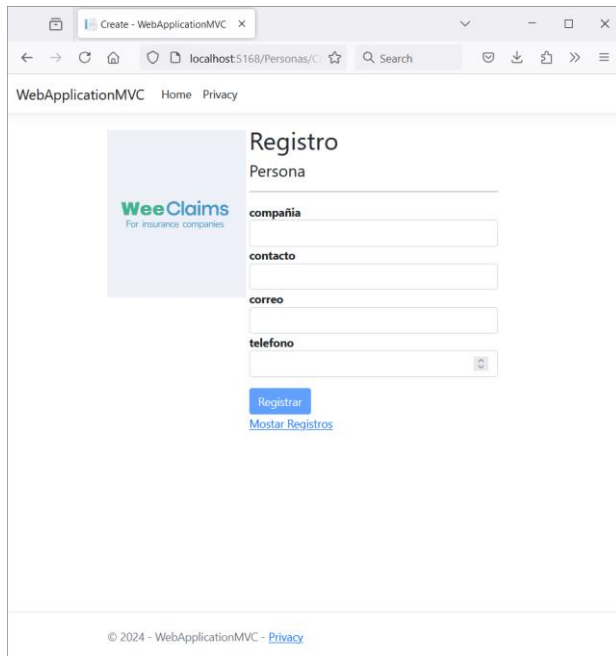 Create - WebApplicationMVC
localhost:5168/Personas/C
Search
WebApplicationMVC Home Privacy
WeeClaims
For insurance companies
Registro
Persona
compañia
contacto
correo
telefono
Registrar
Mostar Registros
© 2024 - WebApplicationMVC - Privacy